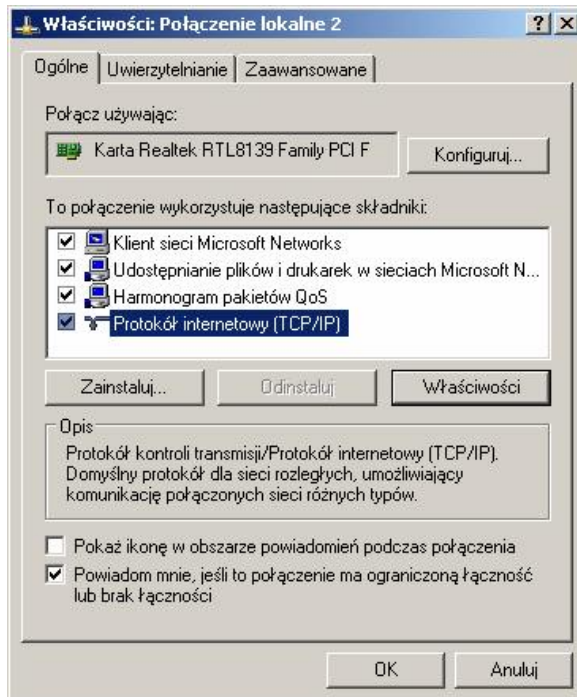 Właściwości: Połączenie lokalne 2
Ogólne
Uwierzytelnianie
Zaawansowane
Połącz używając:
Karta Realtek RTL8139 Family PCI F
Konfiguruj...
To połączenie wykorzystuje następujące składniki:
Klient sieci Microsoft Networks
Udostępnianie plików i drukarek w sieciach Microsoft N...
Harmonogram pakietów QoS
Protokół internetowy (TCP/IP)
Zainstaluj...
Odinstaluj
Właściwości
Opis
Protokół kontroli transmisji/Protokół internetowy (TCP/IP).
Domyślny protokół dla sieci rozległych, umożliwiający
komunikację połączonych sieci różnych typów.
Pokaż ikonę w obszarze powiadomień podczas połączenia
Powiadom mnie, jeśli to połączenie ma ograniczoną łączność
lub brak łączności
OK
Anuluj